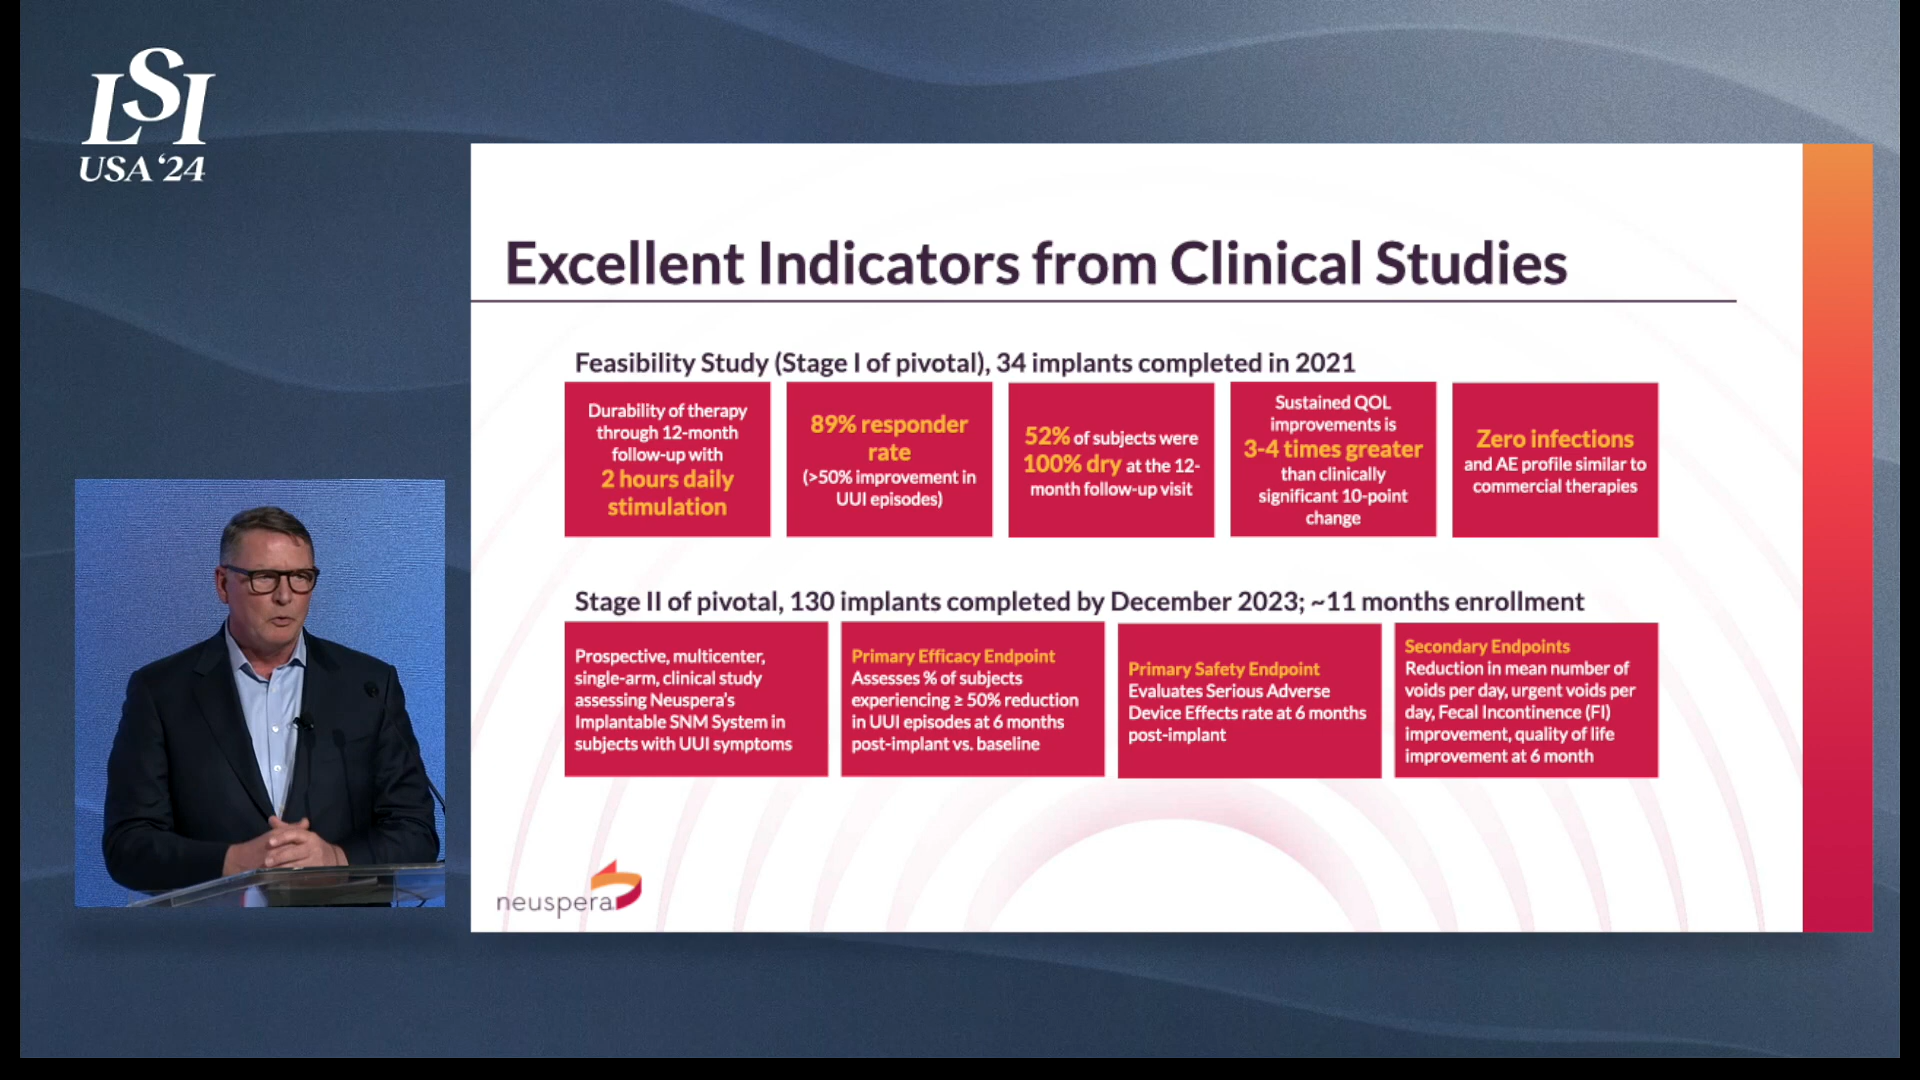 LSI
USA ‘24
Excellent Indicators from Clinical Studies
Feasibility Study (Stage I of pivotal), 34 implants completed in 2021
Durability of therapy
through 12-month
follow-up with
2 hours daily
stimulation
89% responder
rate
(>50% improvement in
UUI episodes)
52% of subjects were
100% dry at the 12-
month follow-up visit
Sustained QOL
improvements is
3-4 times greater
than clinically
significant 10-point
change
Zero infections
and AE profile similar to
commercial therapies
Stage II of pivotal, 130 implants completed by December 2023; ~11 months enrollment
Prospective, multicenter,
single-arm, clinical study
assessing Neuspera’s
Implantable SNM System in
subjects with UUI symptoms
Primary Efficacy Endpoint
Assesses % of subjects
experiencing ≥ 50% reduction
in UUI episodes at 6 months
post-implant vs. baseline
Primary Safety Endpoint
Evaluates Serious Adverse
Device Effects rate at 6 months
post-implant
Secondary Endpoints
Reduction in mean number of
voids per day, urgent voids per
day, Fecal Incontinence (FI)
improvement, quality of life
improvement at 6 month
neuspera